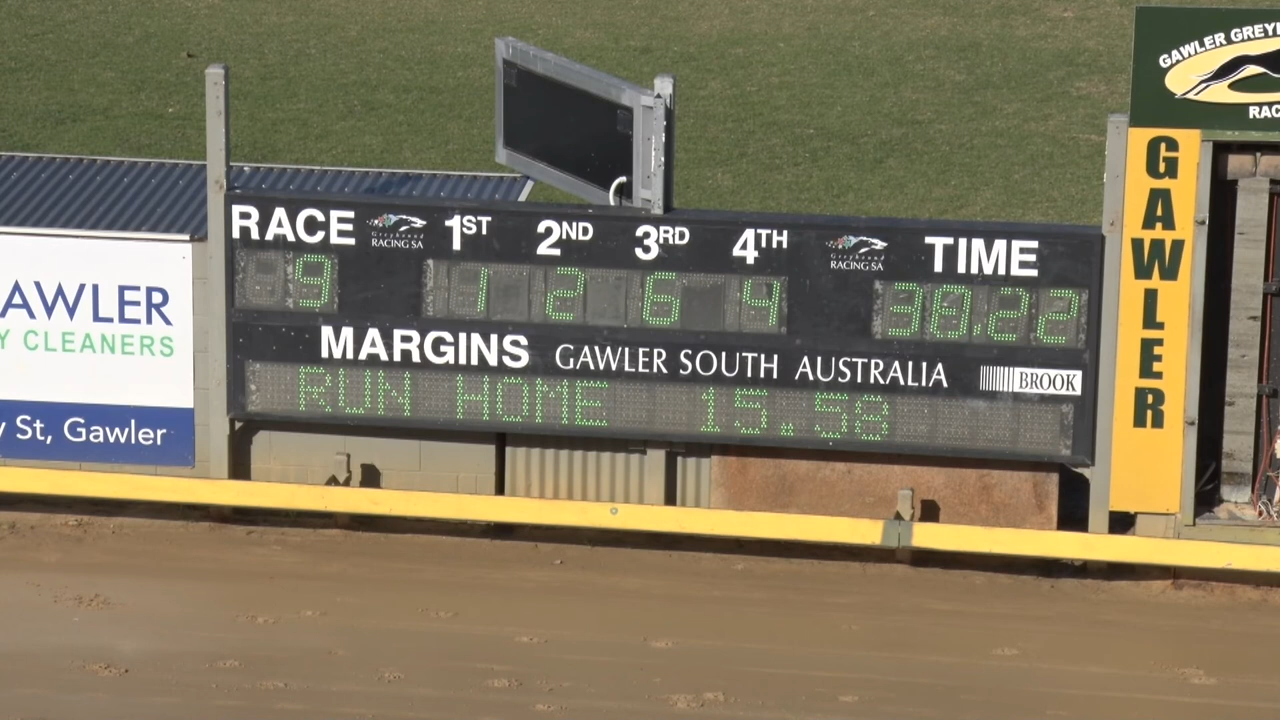 GAWLER GREY
RAC
GAWLER
RACE
Greyhound
RACING SA
1ST 2ND 3RD 4TH
Greyhound
RACING SA
TIME
9 1 2 6 4 30.22
MARGINS GAWLER SOUTH AUSTRALIA BROOK
RUN HOME 15.58
AWLER
Y CLEANERS
y St, Gawler